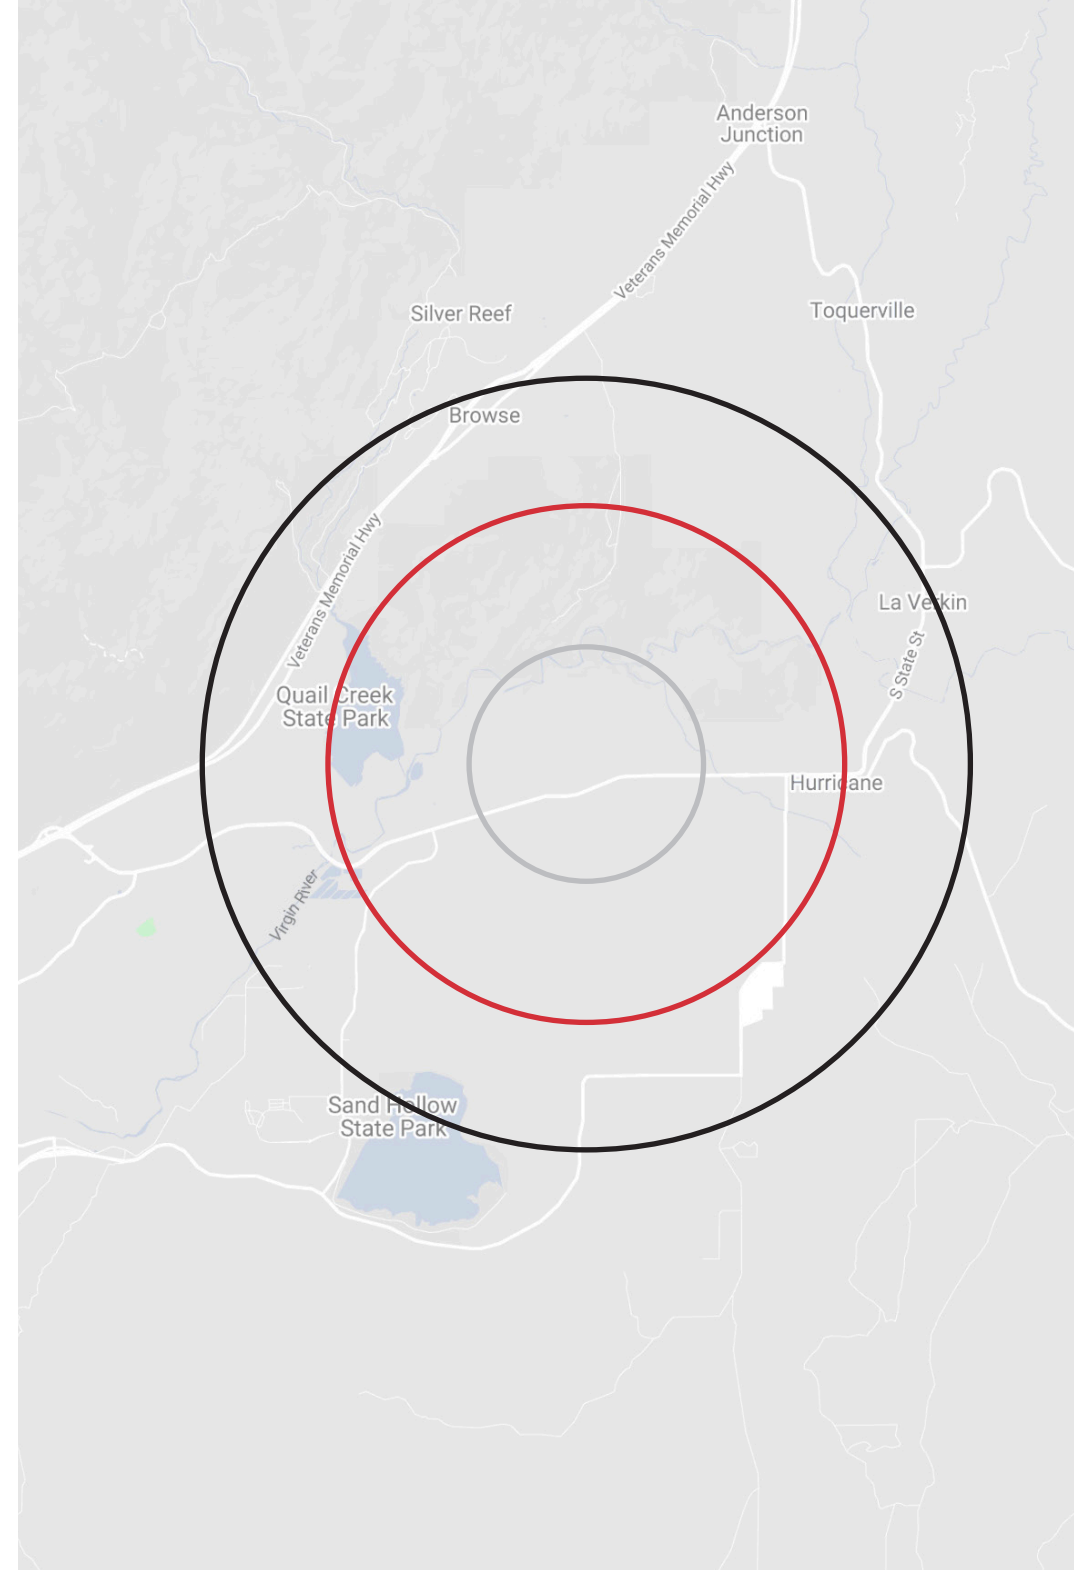 Anderson
Junction
Veterans Memorial Hwy
Toquerville
Silver Reef
Browse
Veterans Memorial Hwy
La Verkin
S State St
Quail Creek
State Park
Hurricane
Virgin River
Sand Hollow
State Park